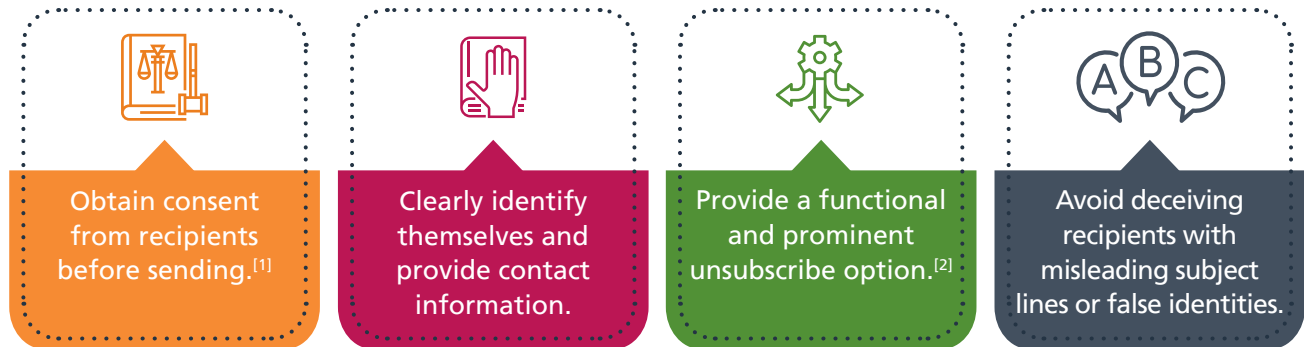 A B C
Obtain consent
from recipients
before sending.[1]
Clearly identify
themselves and
provide contact
information.
Provide a functional
and prominent
unsubscribe option.[2]
Avoid deceiving
recipients with
misleading subject
lines or false identities.